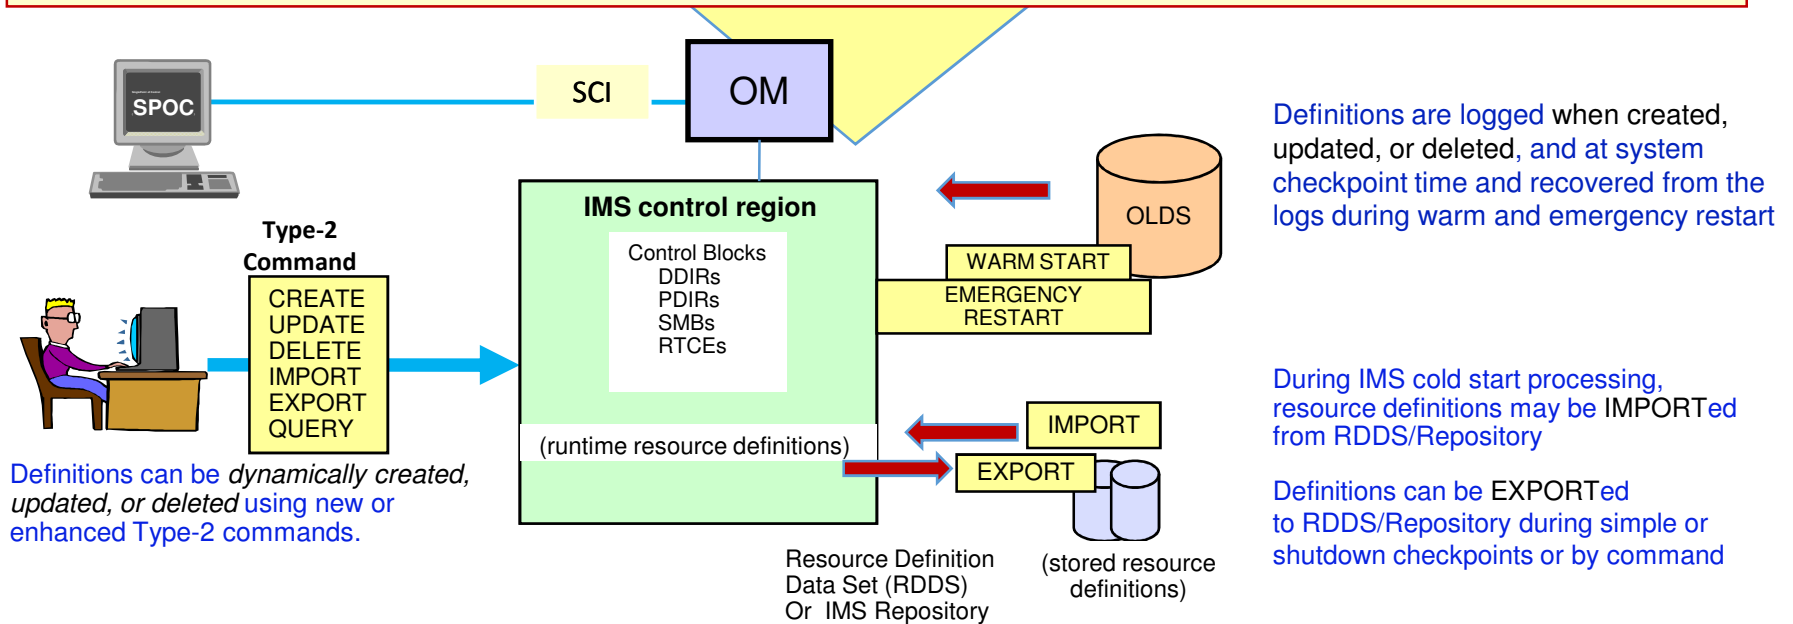 SPOC
SCI
OM
Definitions are logged when created,
updated, or deleted, and at system
checkpoint time and recovered from the
logs during warm and emergency restart
OLDS
WARM START
EMERGENCY
RESTART
IMS control region
Control Blocks
DDIRs
PDIRs
SMBs
RTCEs
(runtime resource definitions)
Type-2
Command
CREATE
UPDATE
DELETE
IMPORT
EXPORT
QUERY
Definitions can be dynamically created,
updated, or deleted using new or
enhanced Type-2 commands.
IMPORT
EXPORT
During IMS cold start processing,
resource definitions may be IMPORTed
from RDDS/Repository
Definitions can be EXPORTed
to RDDS/Repository during simple or
shutdown checkpoints or by command
Resource Definition
Data Set (RDDS)
Or IMS Repository
(stored resource
definitions)